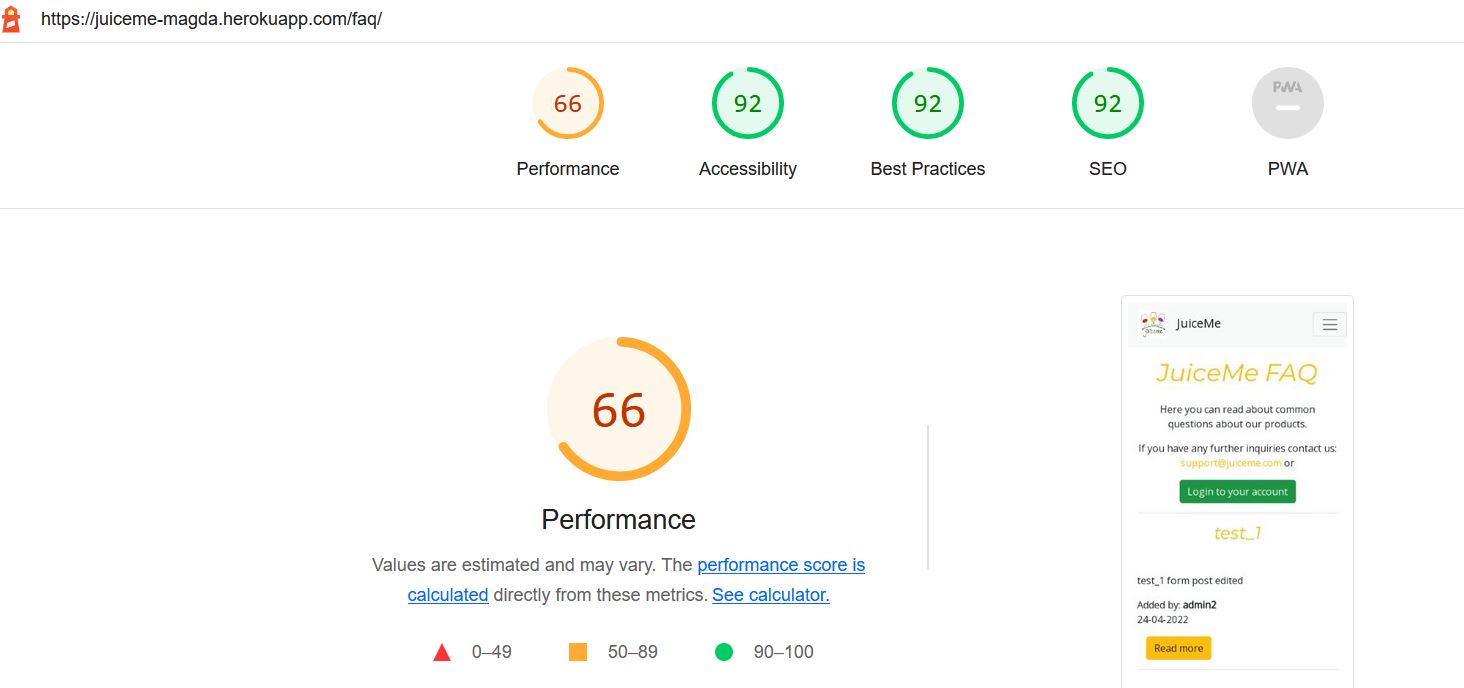 https://juiceme-magda.herokuapp.com/faq/
66
92
92
92
PWA
Performance
Accessibility
Best Practices
SEO
PWA
66
Performance
Values are estimated and may vary. The performance score is
calculated directly from these metrics. See calculator.
0–49
50–89
90–100
JuiceMe
JuiceMe FAQ
Here you can read about common
questions about our products.
If you have any further inquiries contact us:
support@juiceme.com or
Login to your account
test_1
test_1 form post edited
Added by: admin2
24-04-2022
Read more